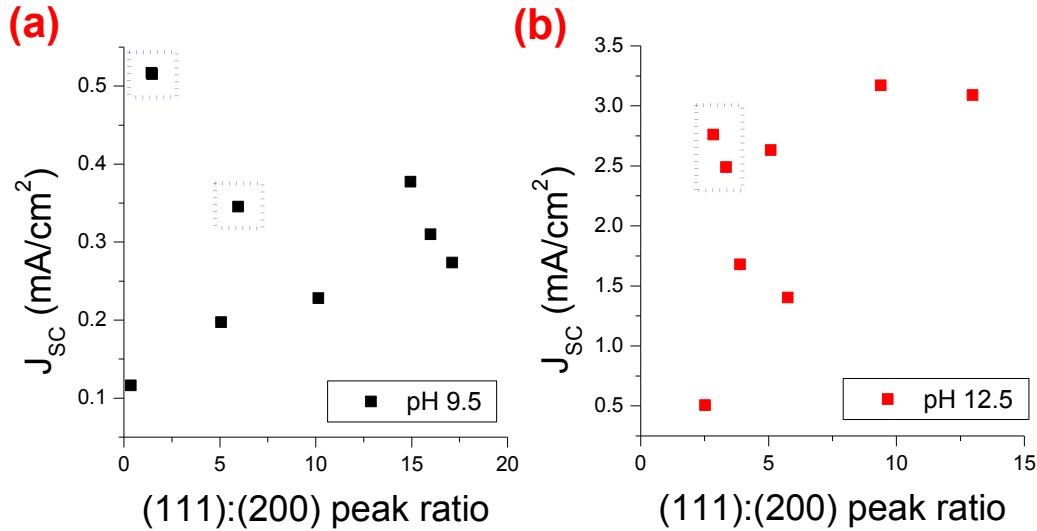 (a)
0.5
0.4
0.3
0.2
0.1
J_SC (mA/cm²)
0 5 10 15 20
(111):(200) peak ratio
pH 9.5
(b)
3.5
3.0
2.5
2.0
1.5
1.0
0.5
J_SC (mA/cm²)
0 5 10 15
(111):(200) peak ratio
pH 12.5